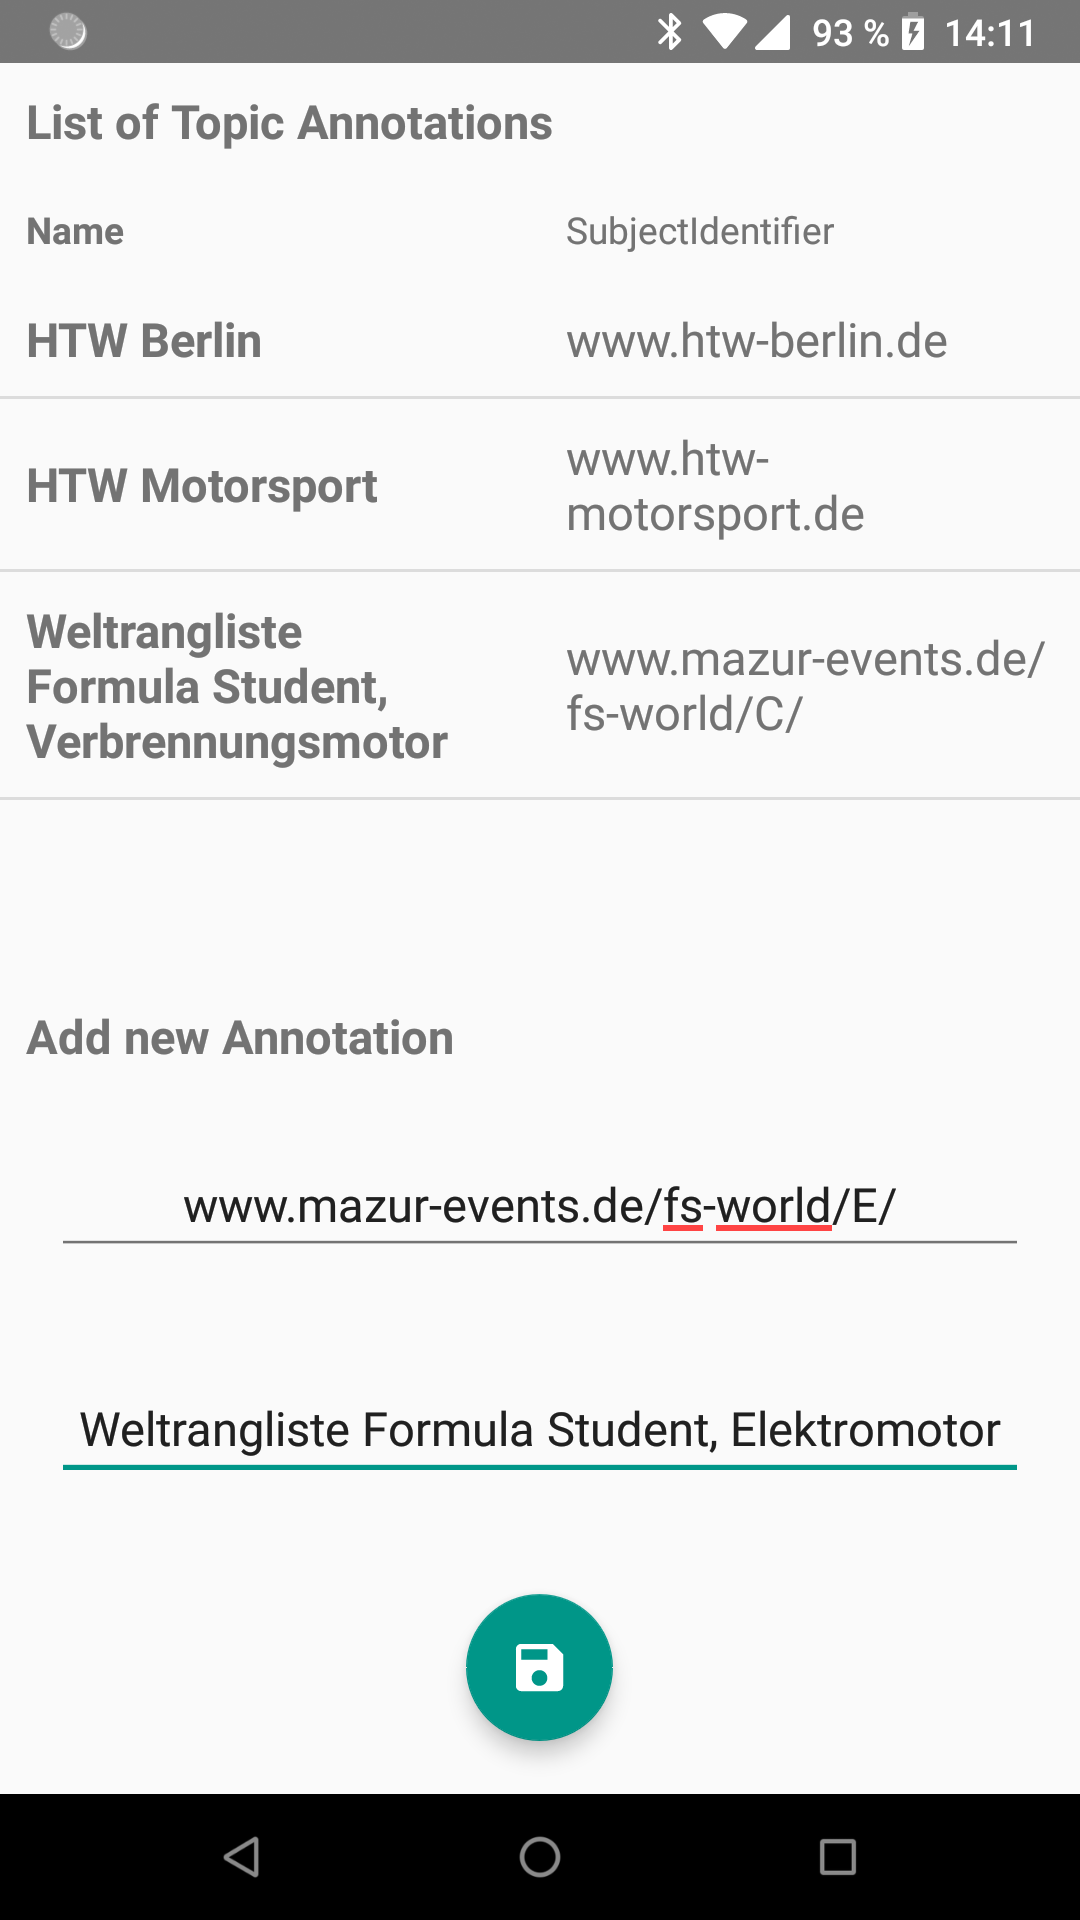 93 % 14:11
List of Topic Annotations
Name SubjectIdentifier
HTW Berlin www.htw-berlin.de
HTW Motorsport
www.htw-
motorsport.de
Weltrangliste
Formula Student,
Verbrennungsmotor
www.mazur-events.de/
fs-world/C/
Add new Annotation
www.mazur-events.de/fs-world/E/
Weltrangliste Formula Student, Elektromotor